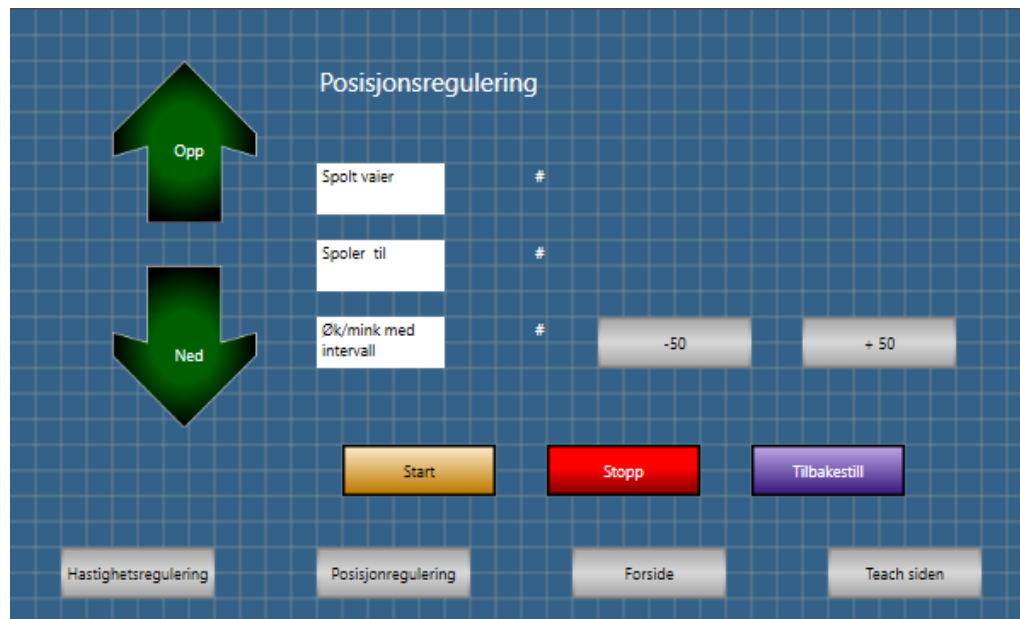 Posisjonsregulering
Opp
Spolt vaier #
Spoler til #
Ned
Øk/mink med
intervall
#
-50
+ 50
Start
Stopp
Tilbakestill
Hastighetsregulering
Posisjonregulering
Forside
Teach siden